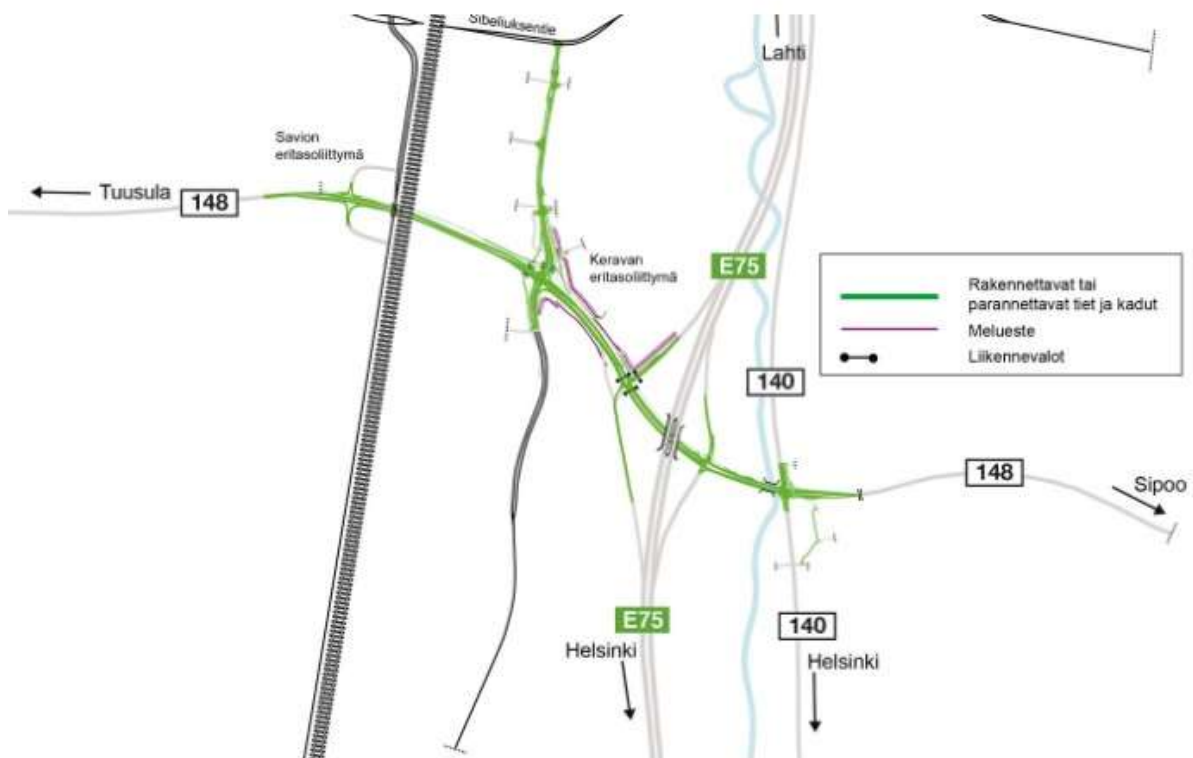 Sibeliuksentie
Lahti
Savion
eritasoliittymä
Tuusula
148
Keravan
eritasoliittymä
E75
Rakennettavat tai
parannettavat tiet ja kadut
Melueste
Liikennevalot
140
148
Sipoo
E75
Helsinki
140
Helsinki